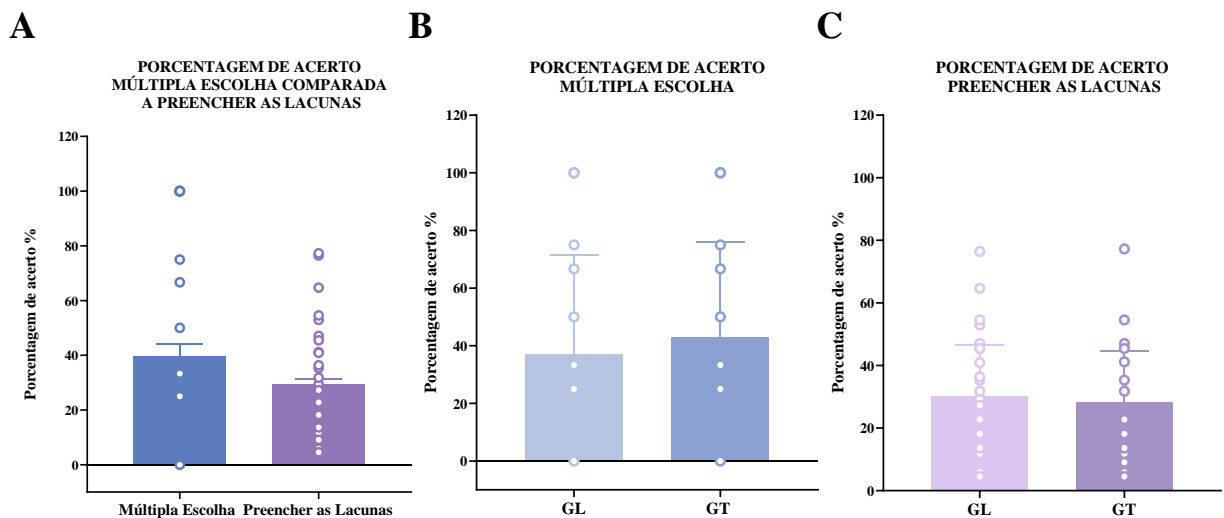 A
PORCENTAGEM DE ACERTO
MÚLTIPLA ESCOLHA COMPARADA
A PREENCHER AS LACUNAS
Porcentagem de acerto %
120
100
80
60
40
20
0
Múltipla Escolha Preencher as Lacunas
B
PORCENTAGEM DE ACERTO
MÚLTIPLA ESCOLHA
Porcentagem de acerto %
120
100
80
60
40
20
0
GL GT
C
PORCENTAGEM DE ACERTO
PREENCHER AS LACUNAS
Porcentagem de acerto %
120
100
80
60
40
20
0
GL GT